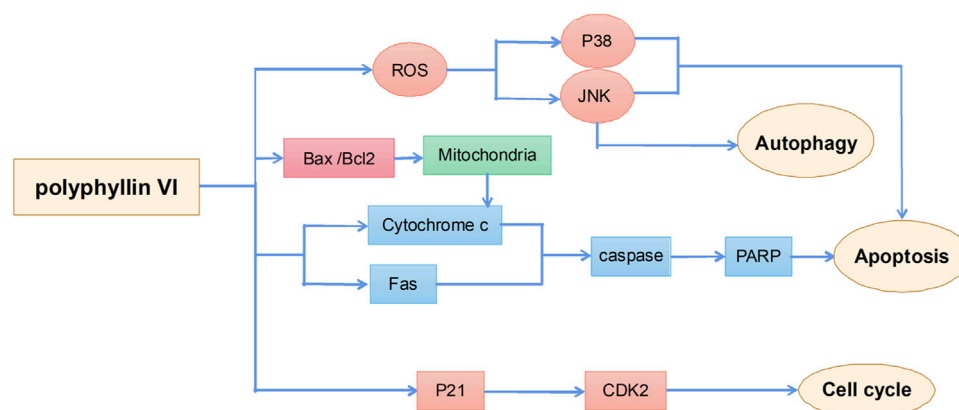 P38
ROS
JNK
Autophagy
Bax /Bcl2
Mitochondria
polyphyllin VI
Cytochrome c
caspase
PARP
Apoptosis
Fas
P21
CDK2
Cell cycle